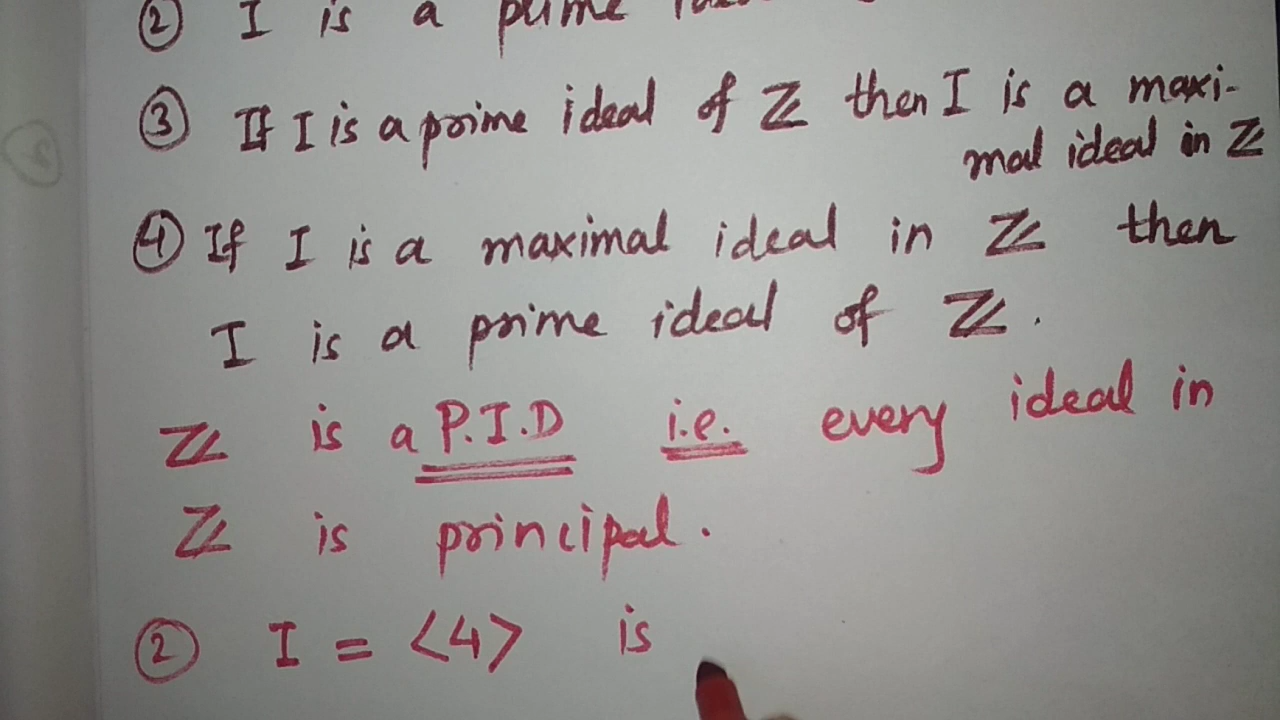 ② I is a prime
③ If I is a prime ideal of ℤ then I is a maxi-
mal ideal in ℤ
④ If I is a maximal ideal in ℤ then
I is a prime ideal of ℤ.
ℤ is a P.I.D i.e. every ideal in
ℤ is principal.
② I = <4> is